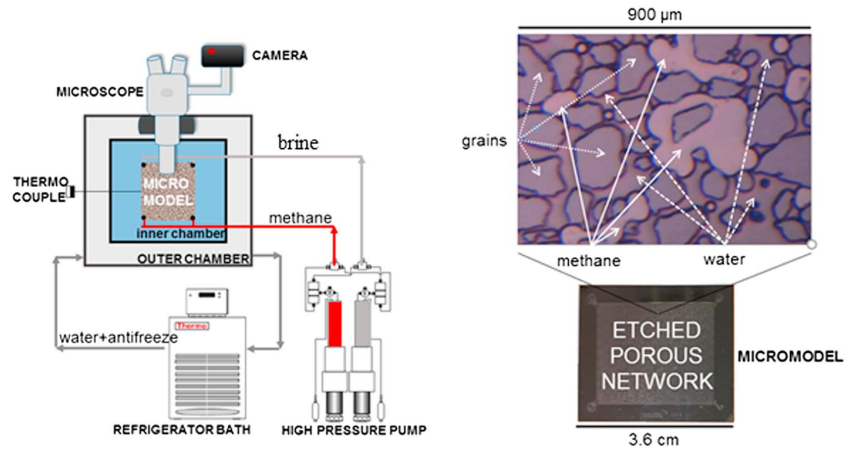 CAMERA
MICROSCOPE
brine
THERMO
COUPLE
MICRO
MODEL
methane
inner chamber
OUTER CHAMBER
Thermo
water+antifreeze
REFRIGERATOR BATH
HIGH PRESSURE PUMP
900 µm
grains
methane
water
ETCHED
POROUS
NETWORK
MICROMODEL
3.6 cm